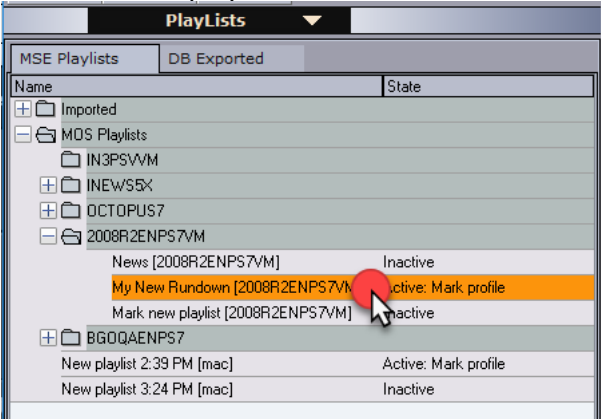 PlayLists
MSE Playlists DB Exported
Name State
Imported
MOS Playlists
IN3PSVVM
INEWS5X
OCTOPUS7
2008R2ENPS7VM
News [2008R2ENPS7VM] Inactive
My New Rundown [2008R2ENPS7VM Active: Mark profile
Mark new playlist [2008R2ENPS7VM] Inactive
BGOQAENPS7
New playlist 2:39 PM [mac] Active: Mark profile
New playlist 3:24 PM [mac] Inactive